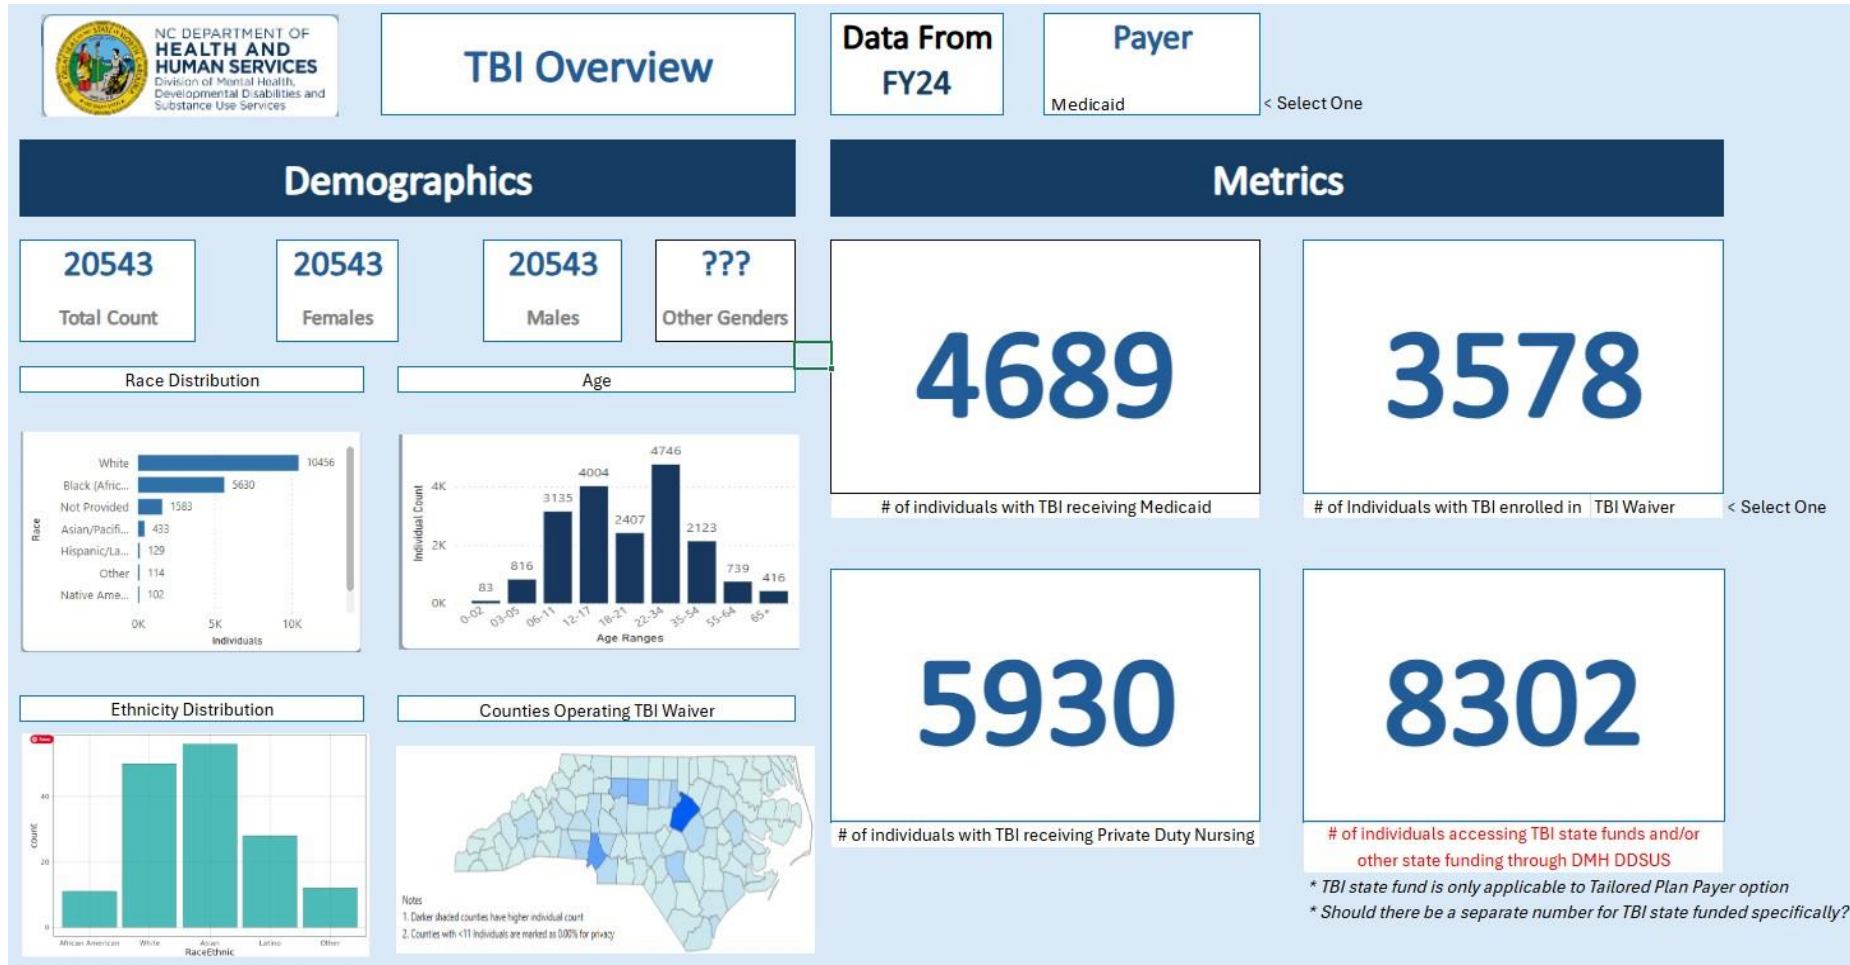 NC DEPARTMENT OF
HEALTH AND
HUMAN SERVICES
Division of Mental Health,
Developmental Disabilities and
Substance Use Services
TBI Overview
Data From
FY24
Payer
Medicaid
< Select One
Demographics
Metrics
20543
Total Count
20543
Females
20543
Males
???
Other Genders
Race Distribution
Race
White
10456
Black (Afric...
5630
Not Provided
1583
Asian/Pacifi...
433
Hispanic/La...
129
Other
114
Native Ame...
102
0K
5K
10K
Individuals
Age
Individual Count
4K
2K
0K
83
816
3135
4004
2407
4746
2123
739
416
0-02
03-05
06-11
12-17
18-21
22-34
35-54
55-64
65+
Age Ranges
Ethnicity Distribution
count
40
20
0
African American
White
Asian
Latino
Other
RaceEthnic
Counties Operating TBI Waiver
Notes
1. Darker shaded counties have higher individual count
2. Counties with <11 individuals are marked as 0.00% for privacy
4689
# of individuals with TBI receiving Medicaid
3578
# of Individuals with TBI enrolled in TBI Waiver
< Select One
5930
# of individuals with TBI receiving Private Duty Nursing
8302
# of individuals accessing TBI state funds and/or
other state funding through DMH DDSUS
* TBI state fund is only applicable to Tailored Plan Payer option
* Should there be a separate number for TBI state funded specifically?